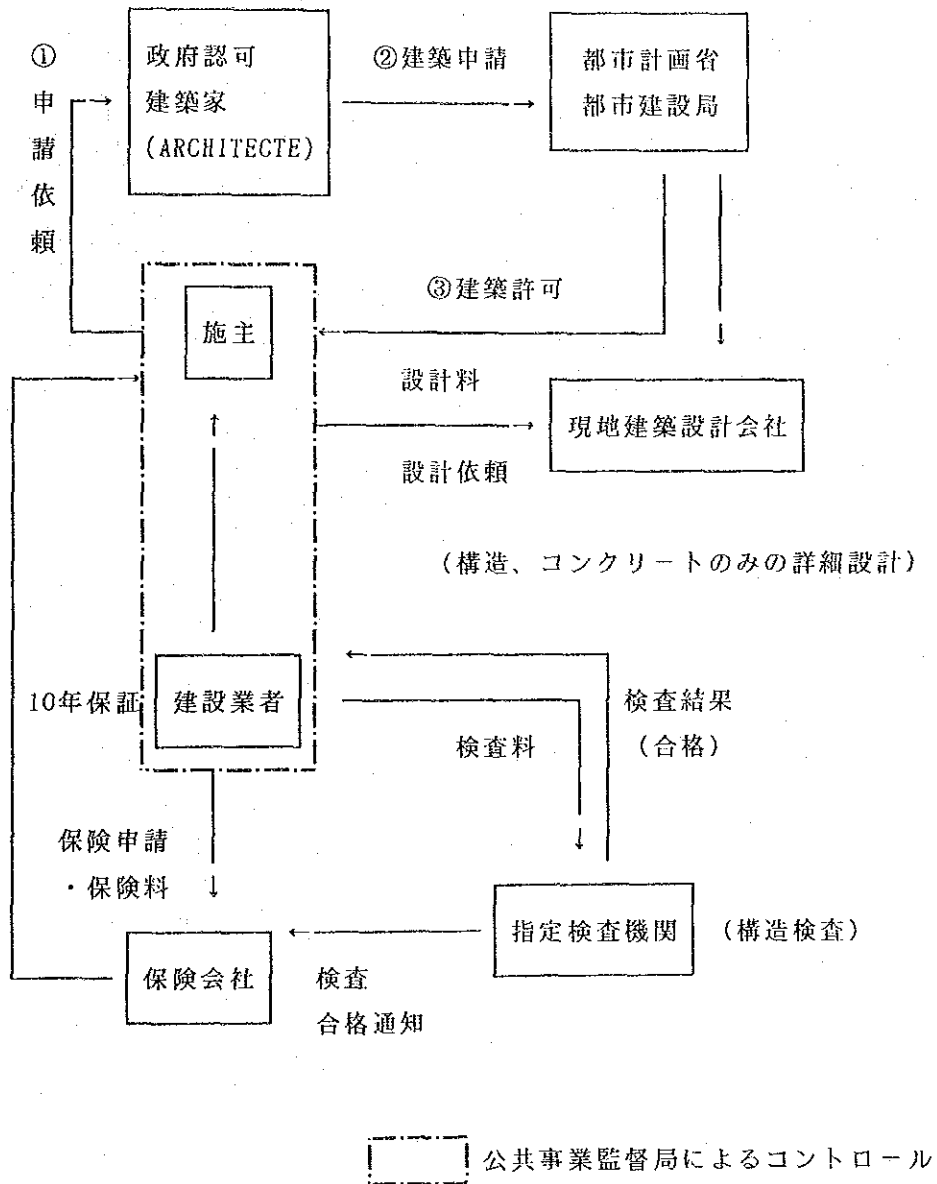 ①
申
請
依
頼
政府認可
建築家
(ARCHITECTE)
②建築申請
都市計画省
都市建設局
③建築許可
施主
設計料
設計依頼
現地建築設計会社
(構造、コンクリートのみの詳細設計)
10年保証
建設業者
検査料
検査結果
(合格)
保険申請
・保険料
指定検査機関
(構造検査)
保険会社
検査
合格通知
公共事業監督局によるコントロール